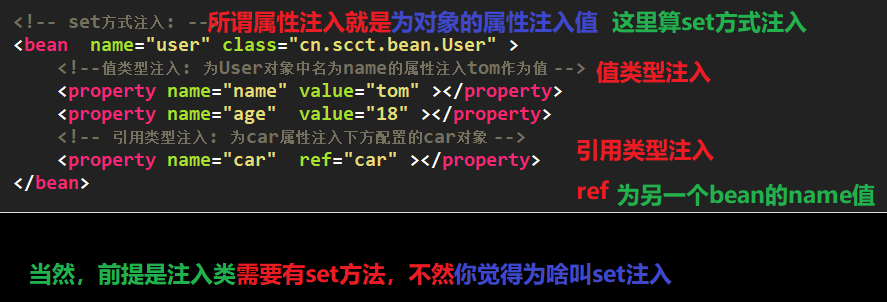 <!-- set方式注入: --
所谓属性注入就是为对象的属性注入值 这里算set方式注入
<bean name="user" class="cn.scct.bean.User" >
<!--值类型注入: 为User对象中名为name的属性注入tom作为值 -->
值类型注入
<property name="name" value="tom" ></property>
<property name="age" value="18" ></property>
<!-- 引用类型注入: 为car属性注入下方配置的car对象 -->
引用类型注入
<property name="car" ref="car" ></property>
</bean>
ref 为另一个bean的name值
当然，前提是注入类需要有set方法，不然你觉得为啥叫set注入